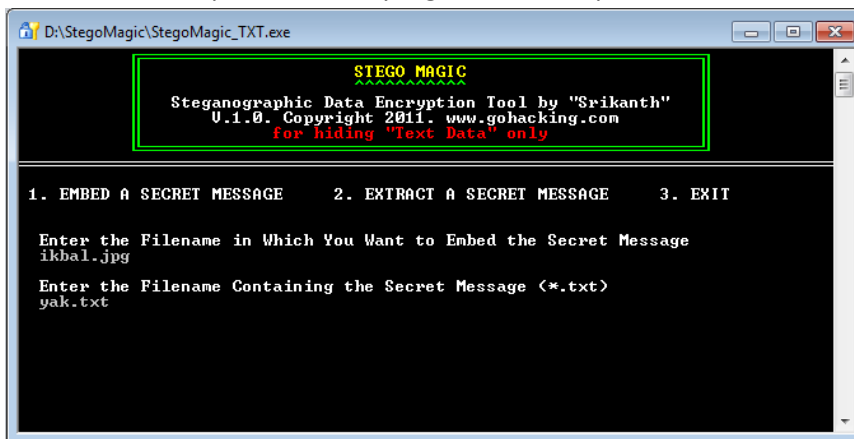 D:\StegoMagic\StegoMagic_TXT.exe
STEGO MAGIC
Steganographic Data Encryption Tool by "Srikanth"
V.1.0. Copyright 2011. www.gohacking.com
for hiding "Text Data" only
1. EMBED A SECRET MESSAGE 2. EXTRACT A SECRET MESSAGE 3. EXIT
Enter the Filename in Which You Want to Embed the Secret Message
ikbal.jpg
Enter the Filename Containing the Secret Message (*.txt)
yak.txt